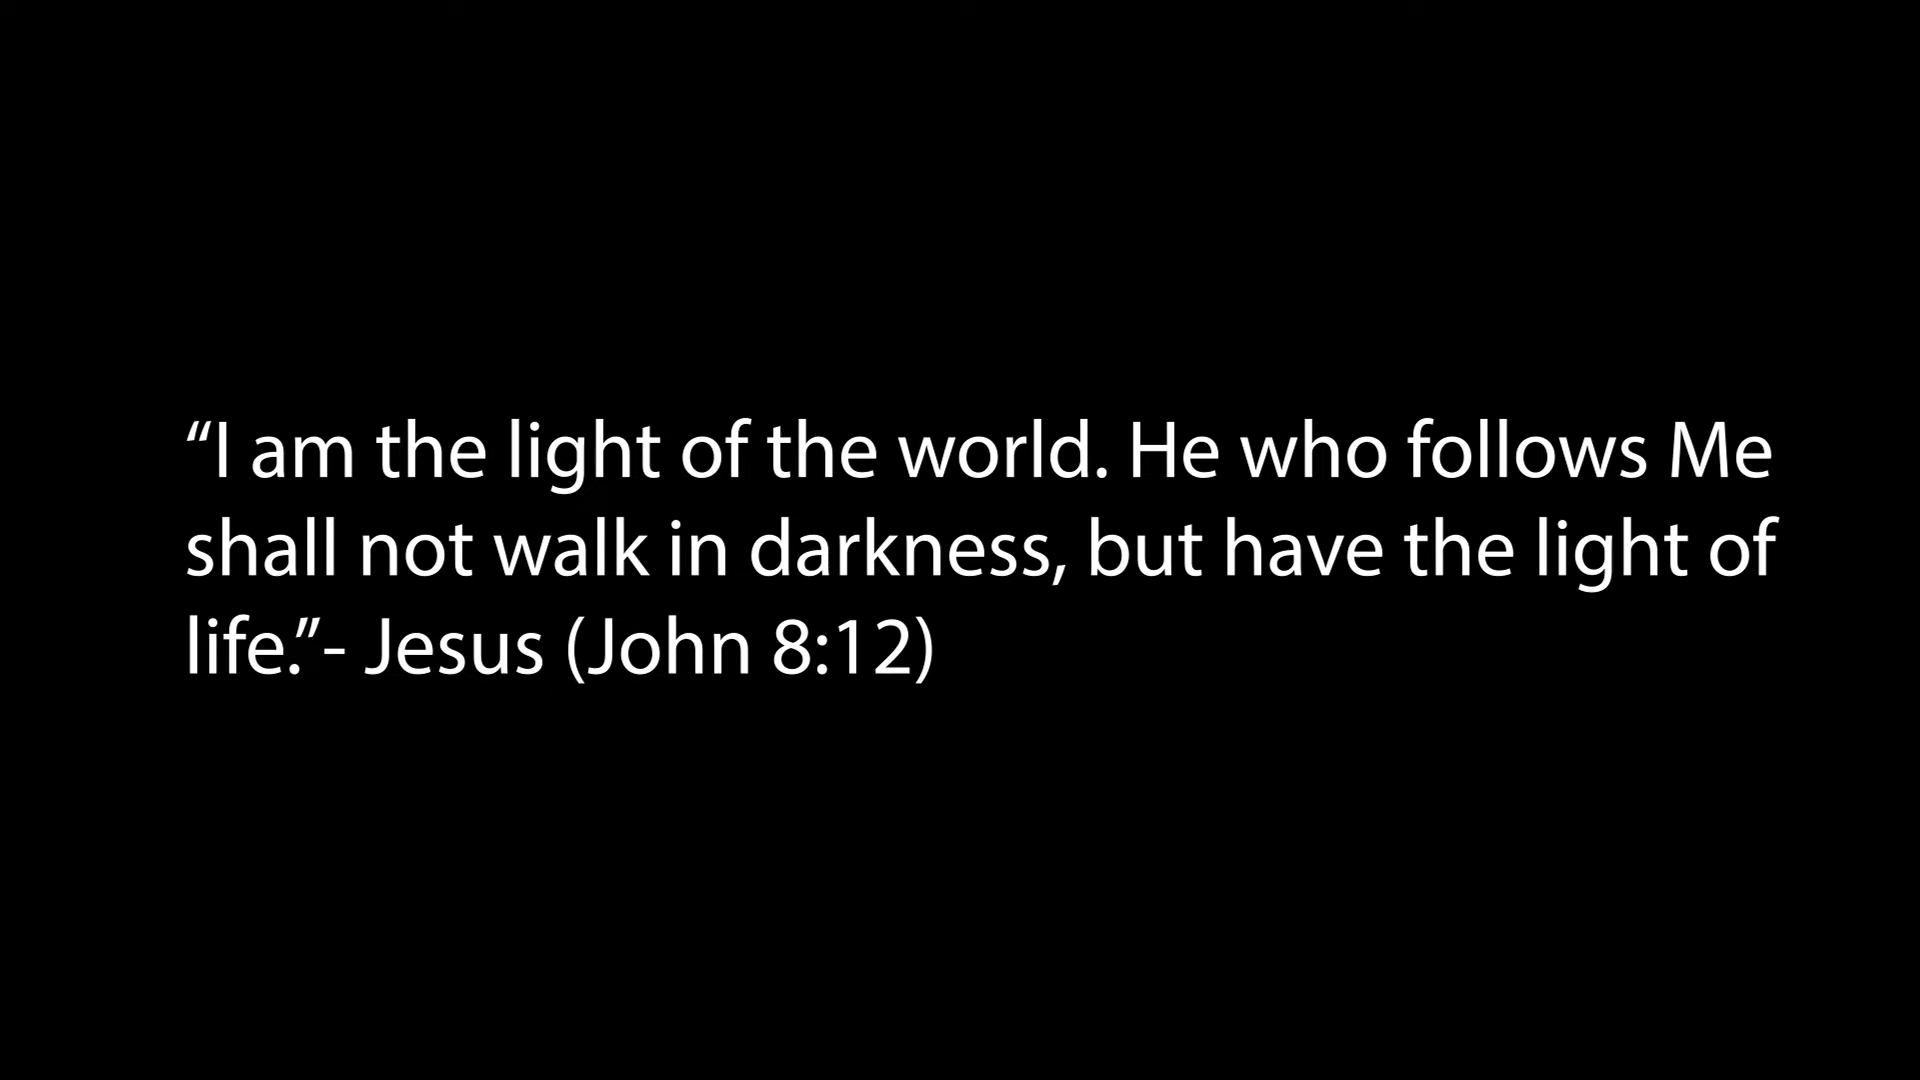 “I am the light of the world. He who follows Me
shall not walk in darkness, but have the light of
life.”- Jesus (John 8:12)